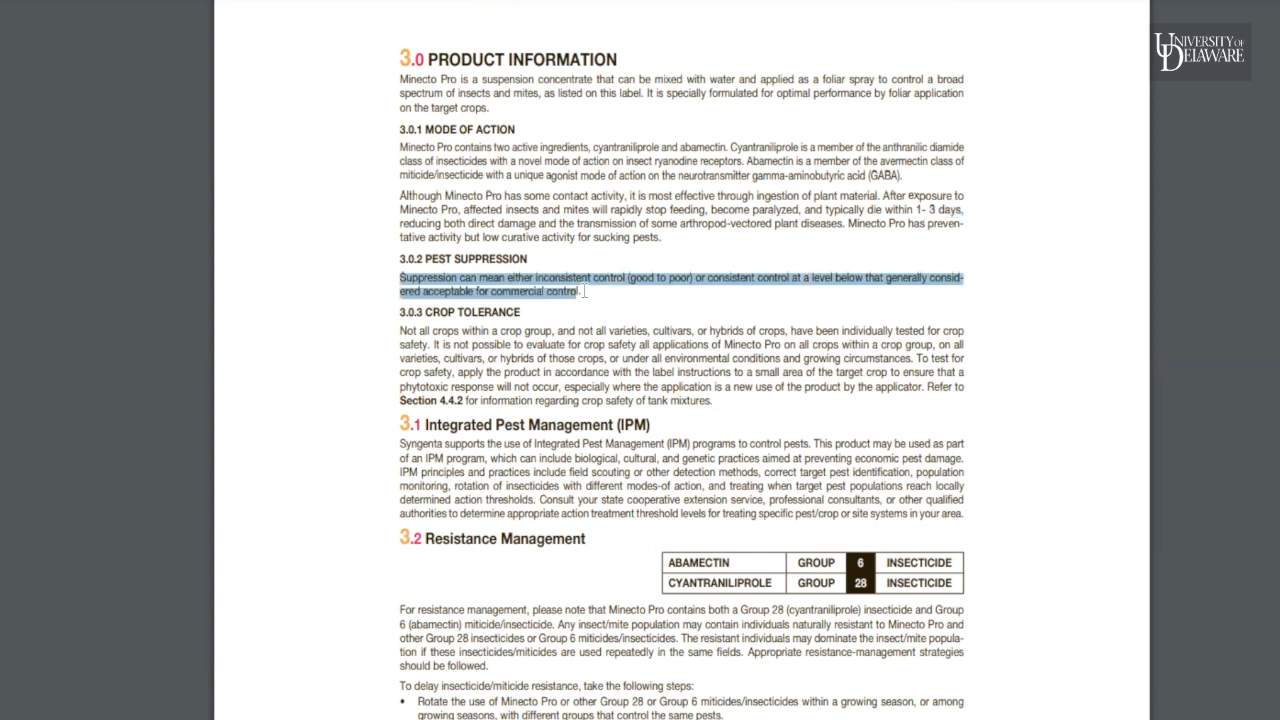 UNIVERSITY OF
DELAWARE
3.0 PRODUCT INFORMATION
Minecto Pro is a suspension concentrate that can be mixed with water and applied as a foliar spray to control a broad
spectrum of insects and mites, as listed on this label. It is specially formulated for optimal performance by foliar application
on the target crops.
3.0.1 MODE OF ACTION
Minecto Pro contains two active ingredients, cyantraniliprole and abamectin. Cyantraniliprole is a member of the anthranilic diamide
class of insecticides with a novel mode of action on insect ryanodine receptors. Abamectin is a member of the avermectin class of
miticide/insecticide with a unique agonist mode of action on the neurotransmitter gamma-aminobutyric acid (GABA).
Although Minecto Pro has some contact activity, it is most effective through ingestion of plant material. After exposure to
Minecto Pro, affected insects and mites will rapidly stop feeding, become paralyzed, and typically die within 1- 3 days,
reducing both direct damage and the transmission of some arthropod-vectored plant diseases. Minecto Pro has preven-
tative activity but low curative activity for sucking pests.
3.0.2 PEST SUPPRESSION
Suppression can mean either inconsistent control (good to poor) or consistent control at a level below that generally consid-
ered acceptable for commercial control.
3.0.3 CROP TOLERANCE
Not all crops within a crop group, and not all varieties, cultivars, or hybrids of crops, have been individually tested for crop
safety. It is not possible to evaluate for crop safety all applications of Minecto Pro on all crops within a crop group, on all
varieties, cultivars, or hybrids of those crops, or under all environmental conditions and growing circumstances. To test for
crop safety, apply the product in accordance with the label instructions to a small area of the target crop to ensure that a
phytotoxic response will not occur, especially where the application is a new use of the product by the applicator. Refer to
Section 4.4.2 for information regarding crop safety of tank mixtures.
3.1 Integrated Pest Management (IPM)
Syngenta supports the use of Integrated Pest Management (IPM) programs to control pests. This product may be used as part
of an IPM program, which can include biological, cultural, and genetic practices aimed at preventing economic pest damage.
IPM principles and practices include field scouting or other detection methods, correct target pest identification, population
monitoring, rotation of insecticides with different modes-of action, and treating when target pest populations reach locally
determined action thresholds. Consult your state cooperative extension service, professional consultants, or other qualified
authorities to determine appropriate action treatment threshold levels for treating specific pest/crop or site systems in your area.
3.2 Resistance Management
ABAMECTIN GROUP 6 INSECTICIDE
CYANTRANILIPROLE GROUP 28 INSECTICIDE
For resistance management, please note that Minecto Pro contains both a Group 28 (cyantraniliprole) insecticide and Group
6 (abamectin) miticide/insecticide. Any insect/mite population may contain individuals naturally resistant to Minecto Pro and
other Group 28 insecticides or Group 6 miticides/insecticides. The resistant individuals may dominate the insect/mite popula-
tion if these insecticides/miticides are used repeatedly in the same fields. Appropriate resistance-management strategies
should be followed.
To delay insecticide/miticide resistance, take the following steps:
• Rotate the use of Minecto Pro or other Group 28 or Group 6 miticides/insecticides within a growing season, or among
growing seasons, with different groups that control the same pests.